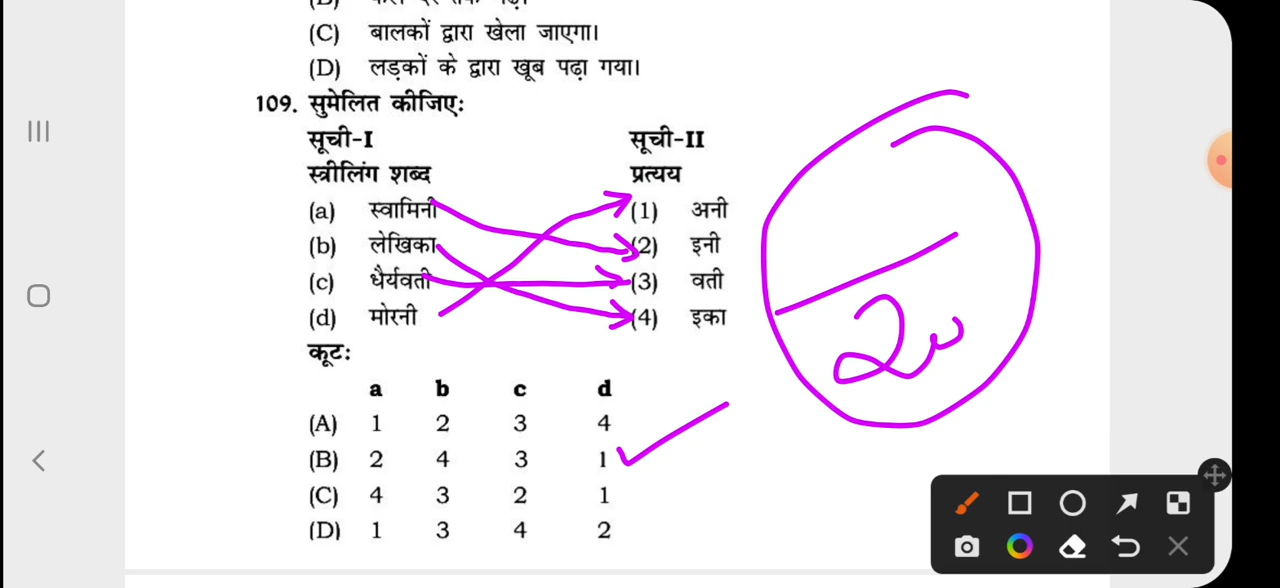 (C) बालकों द्वारा खेला जाएगा।
(D) लड़कों के द्वारा खूब पढ़ा गया।
109. सुमेलित कीजिए:
सूची-I सूची-II
स्त्रीलिंग शब्द प्रत्यय
(a) स्वामिनी (1) अनी
(b) लेखिका (2) इनी
(c) धैर्यवती (3) वती
(d) मोरनी (4) इका
कूट:
a b c d
(A) 1 2 3 4
(B) 2 4 3 1
(C) 4 3 2 1
(D) 1 3 4 2